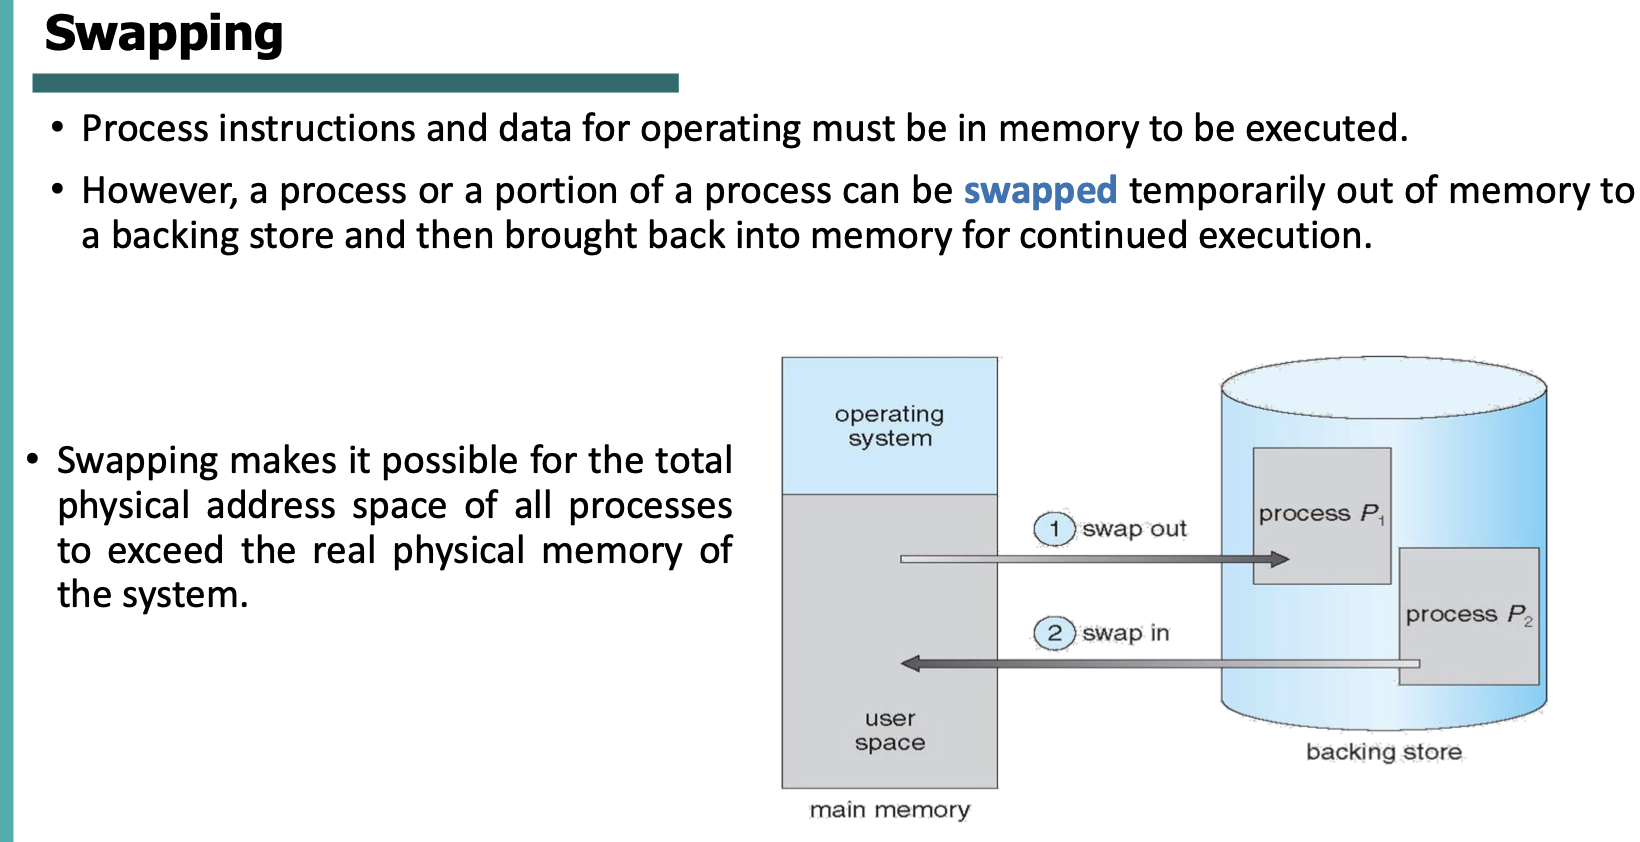 Swapping
• Process instructions and data for operating must be in memory to be executed.
• However, a process or a portion of a process can be swapped temporarily out of memory to
a backing store and then brought back into memory for continued execution.
• Swapping makes it possible for the total
physical address space of all processes
to exceed the real physical memory of
the system.
operating
system
1 swap out
2 swap in
user
space
main memory
process P₁
process P₂
backing store